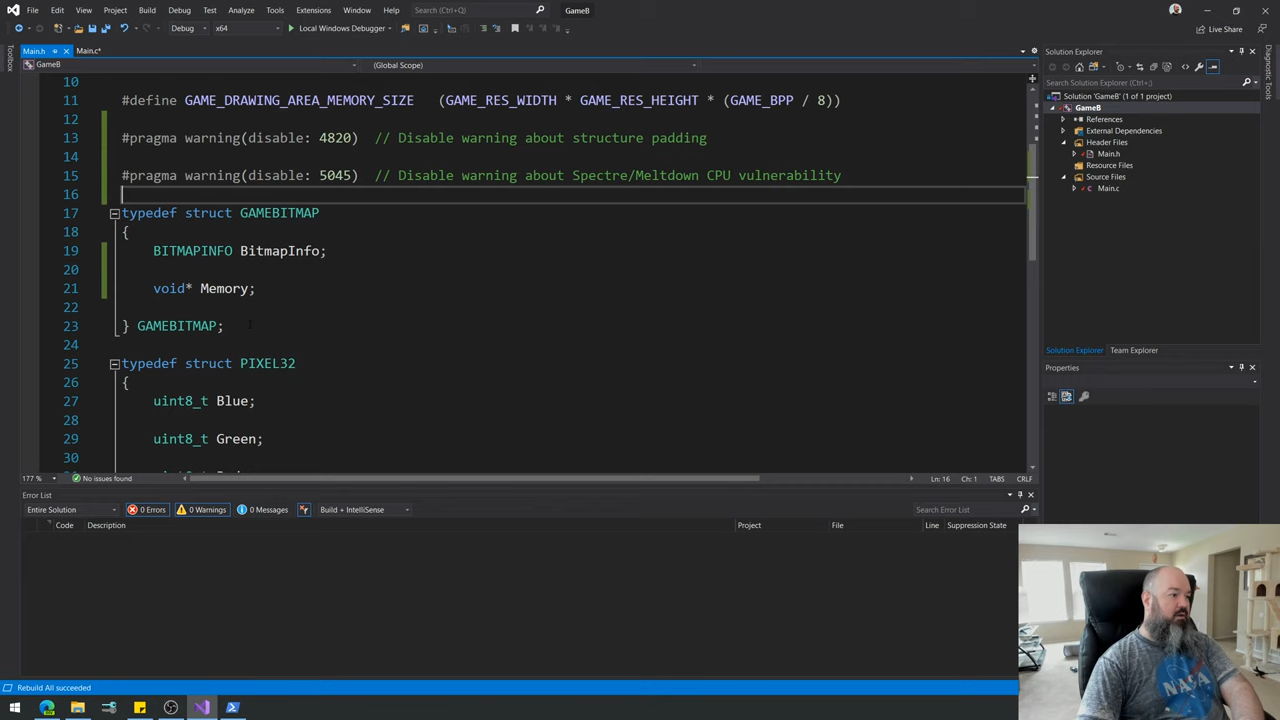 File Edit View Git Project Build Debug Test Analyze Tools Extensions Window Help Search (Ctrl+Q) GameB
Debug x64 Local Windows Debugger Live Share
Toolbox
Main.h Main.c*
GameB (Global Scope)
10
11 #define GAME_DRAWING_AREA_MEMORY_SIZE (GAME_RES_WIDTH * GAME_RES_HEIGHT * (GAME_BPP / 8))
12
13 #pragma warning(disable: 4820) // Disable warning about structure padding
14
15 #pragma warning(disable: 5045) // Disable warning about Spectre/Meltdown CPU vulnerability
16
17 typedef struct GAMEBITMAP
18 {
19 BITMAPINFO BitmapInfo;
20
21 void* Memory;
22
23 } GAMEBITMAP;
24
25 typedef struct PIXEL32
26 {
27 uint8_t Blue;
28
29 uint8_t Green;
30
177 % No issues found Ln: 16 Ch: 1 TABS CRLF
Error List
Entire Solution 0 Errors 0 Warnings 0 Messages Build + IntelliSense Search Error List
Code Description Project File Line Suppression State
Rebuild All succeeded
Solution Explorer
Search Solution Explorer (Ctrl+;)
Solution 'GameB' (1 of 1 project)
GameB
References
External Dependencies
Header Files
Main.h
Resource Files
Source Files
Main.c
Solution Explorer Team Explorer
Properties
Diagnostic Tools
NASA